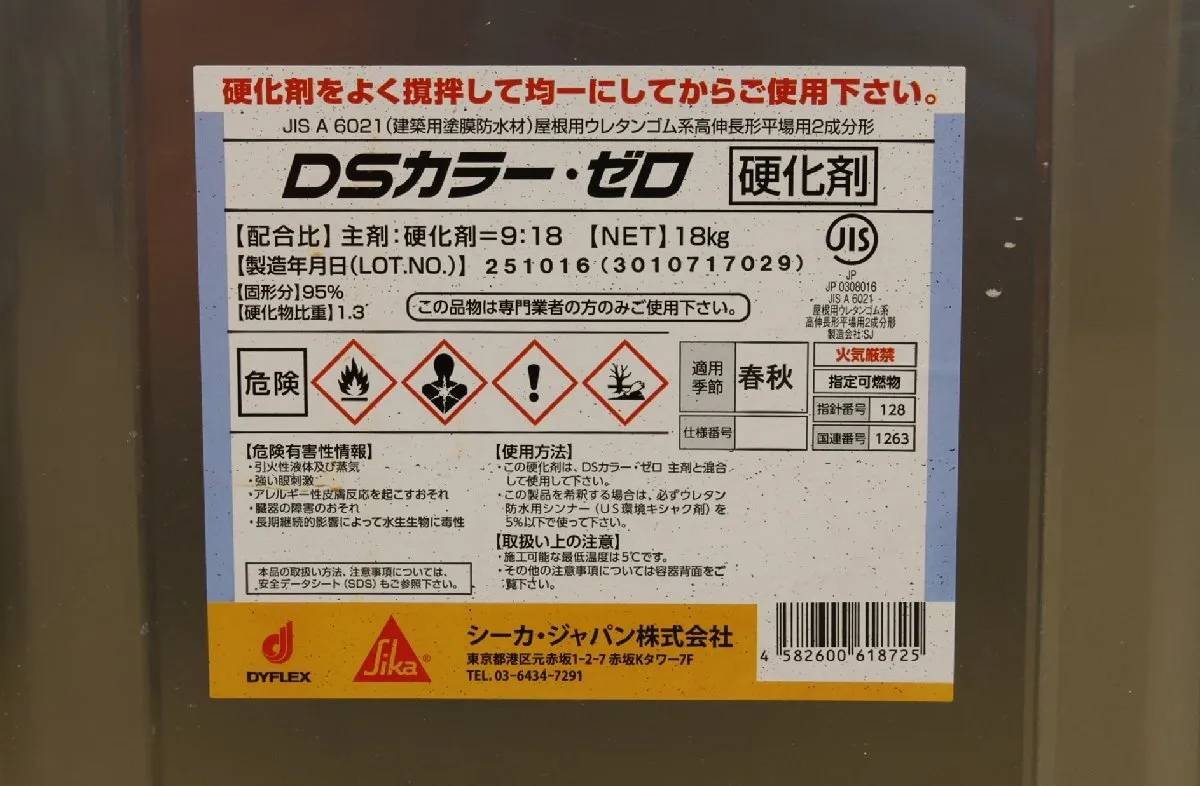 硬化剤をよく撹拌して均一にしてからご使用下さい。
JIS A 6021(建築用塗膜防水材)屋根用ウレタンゴム系高伸長形平場用2成分形
DSカラー・ゼロ 硬化剤
【配合比】主剤:硬化剤=9:18 【NET】18kg
【製造年月日(LOT.NO.)】 251016(3010717029)
【固形分】95%
【硬化物比重】1.3
この品物は専門業者の方のみご使用下さい。
JIS
JP
JP 0308016
JIS A 6021
屋根用ウレタンゴム系
高伸長形平場用2成分形
製造会社:SJ
危険
適用季節 春秋
仕様番号
火気厳禁
指定可燃物
指針番号 128
国連番号 1263
【危険有害性情報】
・引火性液体及び蒸気
・強い眼刺激
・アレルギー性皮膚反応を起こすおそれ
・臓器の障害のおそれ
・長期継続的影響によって水生生物に毒性
本品の取扱い方法、注意事項については、
安全データシート(SDS)もご参照下さい。
【使用方法】
・この硬化剤は、DSカラー・ゼロ 主剤と混合
して使用して下さい。
・この製品を希釈する場合は、必ずウレタン
防水用シンナー(US環境キシャク剤)を
5%以下で使って下さい。
【取扱い上の注意】
・施工可能な最低温度は5℃です。
・その他の注意事項については容器背面をご
覧下さい。
DYFLEX
Sika®
シーカ・ジャパン株式会社
東京都港区元赤坂1-2-7 赤坂Kタワー7F
TEL. 03-6434-7291
4 582600 618725